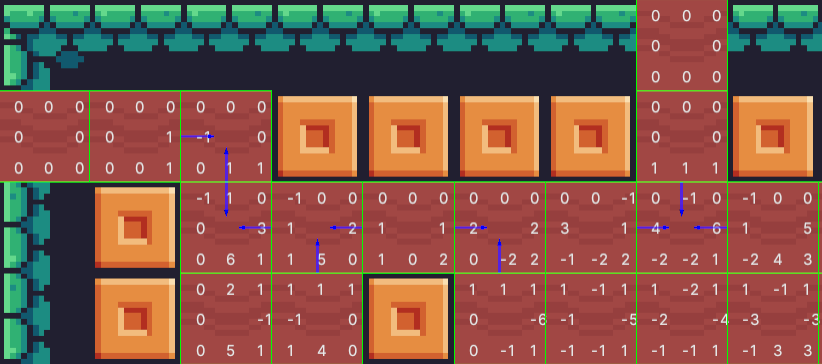 0 0 0
0 0
0 0 0
0 0 0 0 0 0 0 0 0 0 0 0
0 0 0 1 -1 0 0 0
0 0 0 0 0 1 0 1 1 1 1 1
-1 1 0 -1 0 0 0 0 0 0 0 0 0 0 -1 0 -1 0 -1 0 0
0 3 1 2 1 1 2 2 3 1 4 6 1 5
0 6 1 1 5 0 1 0 2 0 -2 2 -1 -2 2 -2 -2 1 -2 4 3
0 2 1 1 1 1 1 1 1 1 -1 1 1 -2 1 1 -1 1
0 -1 -1 0 0 -6 -1 -5 -2 -4 -3 -3
0 5 1 1 4 0 0 -1 1 -1 -1 1 -1 -1 1 -1 3 3